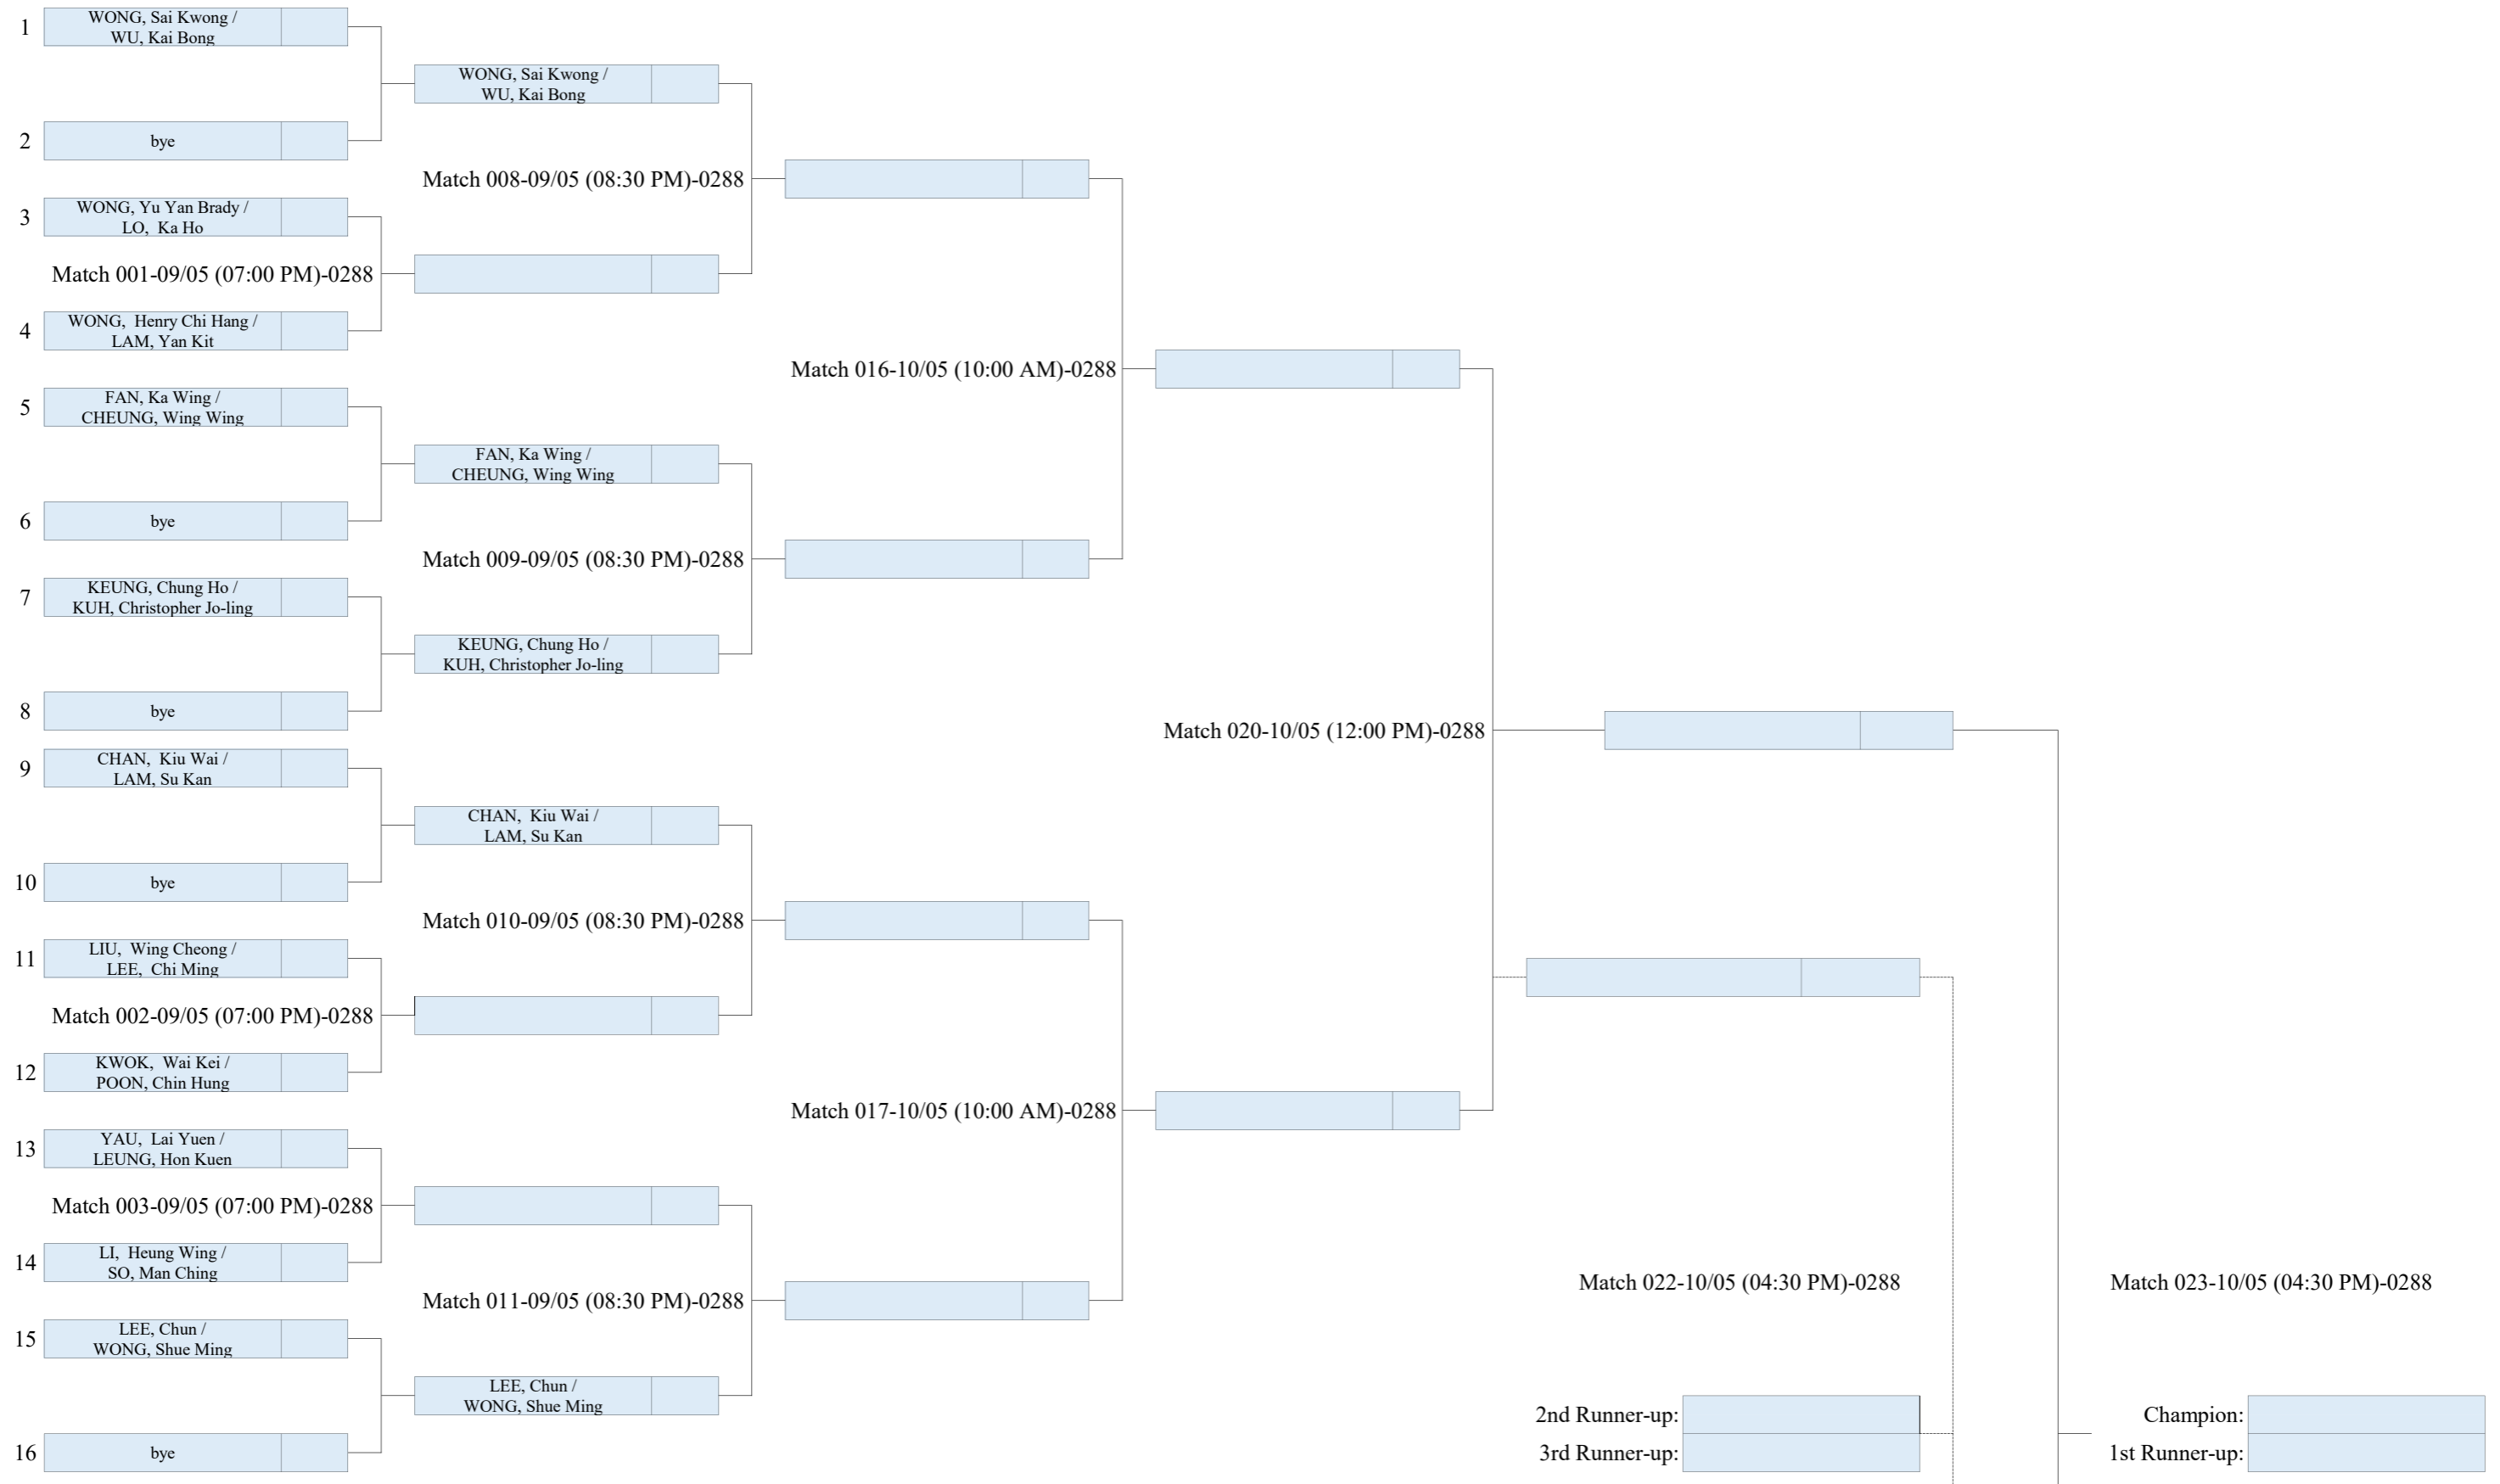 1
WONG, Sai Kwong /
WU, Kai Bong
WONG, Sai Kwong /
WU, Kai Bong
2
bye
Match 008-09/05 (08:30 PM)-0288
3
WONG, Yu Yan Brady /
LO, Ka Ho
Match 001-09/05 (07:00 PM)-0288
4
WONG, Henry Chi Hang /
LAM, Yan Kit
Match 016-10/05 (10:00 AM)-0288
5
FAN, Ka Wing /
CHEUNG, Wing Wing
FAN, Ka Wing /
CHEUNG, Wing Wing
6
bye
Match 009-09/05 (08:30 PM)-0288
7
KEUNG, Chung Ho /
KUH, Christopher Jo-ling
KEUNG, Chung Ho /
KUH, Christopher Jo-ling
8
bye
Match 020-10/05 (12:00 PM)-0288
9
CHAN, Kiu Wai /
LAM, Su Kan
CHAN, Kiu Wai /
LAM, Su Kan
10
bye
Match 010-09/05 (08:30 PM)-0288
11
LIU, Wing Cheong /
LEE, Chi Ming
Match 002-09/05 (07:00 PM)-0288
12
KWOK, Wai Kei /
POON, Chin Hung
Match 017-10/05 (10:00 AM)-0288
13
YAU, Lai Yuen /
LEUNG, Hon Kuen
Match 003-09/05 (07:00 PM)-0288
14
LI, Heung Wing /
SO, Man Ching
Match 022-10/05 (04:30 PM)-0288
Match 023-10/05 (04:30 PM)-0288
Match 011-09/05 (08:30 PM)-0288
15
LEE, Chun /
WONG, Shue Ming
LEE, Chun /
WONG, Shue Ming
2nd Runner-up:
Champion:
16
bye
3rd Runner-up:
1st Runner-up: